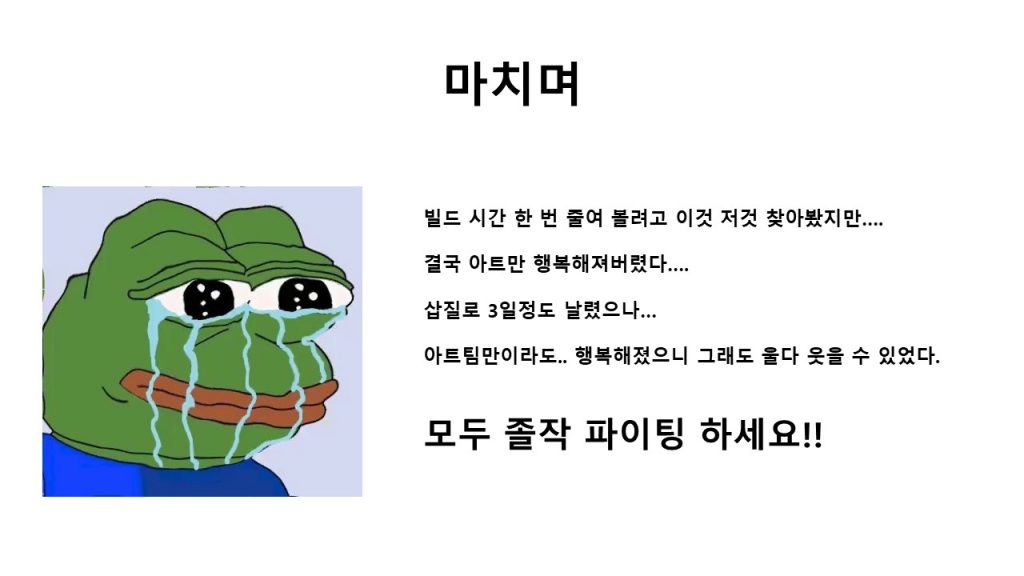 마치며
빌드 시간 한 번 줄여 볼려고 이것 저것 찾아봤지만....
결국 아트만 행복해져버렸다....
삽질로 3일정도 날렸으나...
아트팀만이라도.. 행복해졌으니 그래도 울다 웃을 수 있었다.
모두 졸작 파이팅 하세요!!